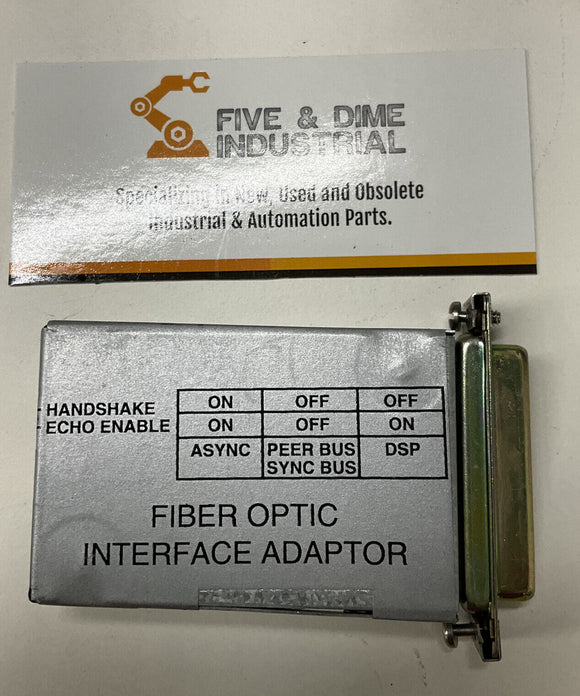 FIVE & DIME
INDUSTRIAL
Specializing in New, Used and Obsolete
Industrial & Automation Parts.
HANDSHAKE ON OFF OFF
ECHO ENABLE ON OFF ON
ASYNC PEER BUS DSP
SYNC BUS
FIBER OPTIC
INTERFACE ADAPTOR